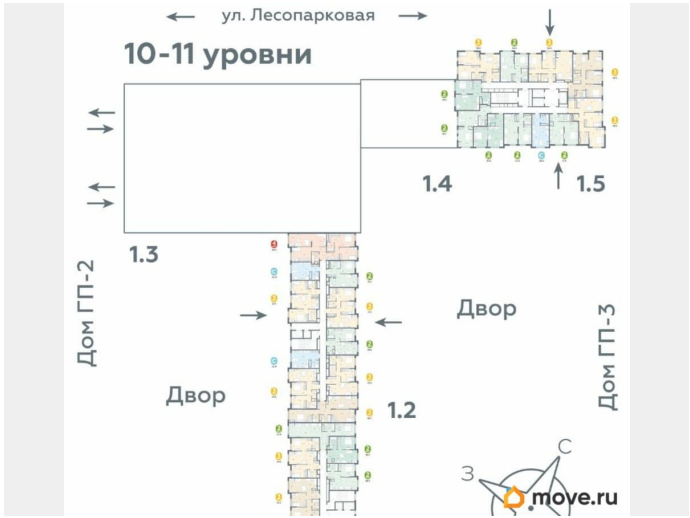 ул. Лесопарковая
10-11 уровни
1.4
1.5
1.3
Дом ГП-2
Двор
Дом ГП-3
Двор
1.2
С
З
move.ru